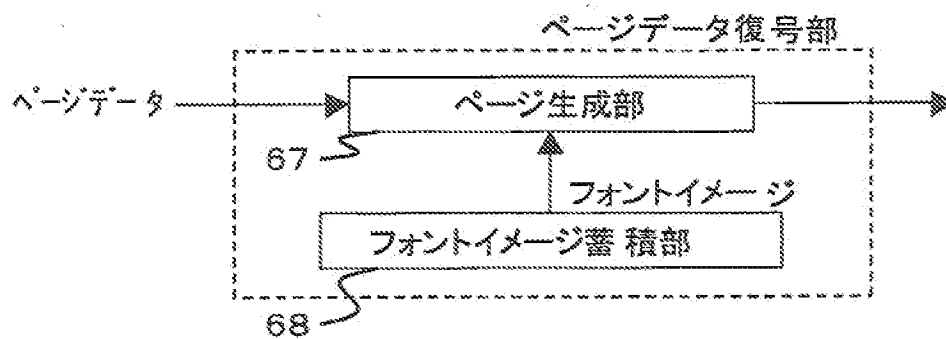 ページデータ復号部
ページデータ
ページ生成部
67
フォントイメージ
フォントイメージ蓄積部
68